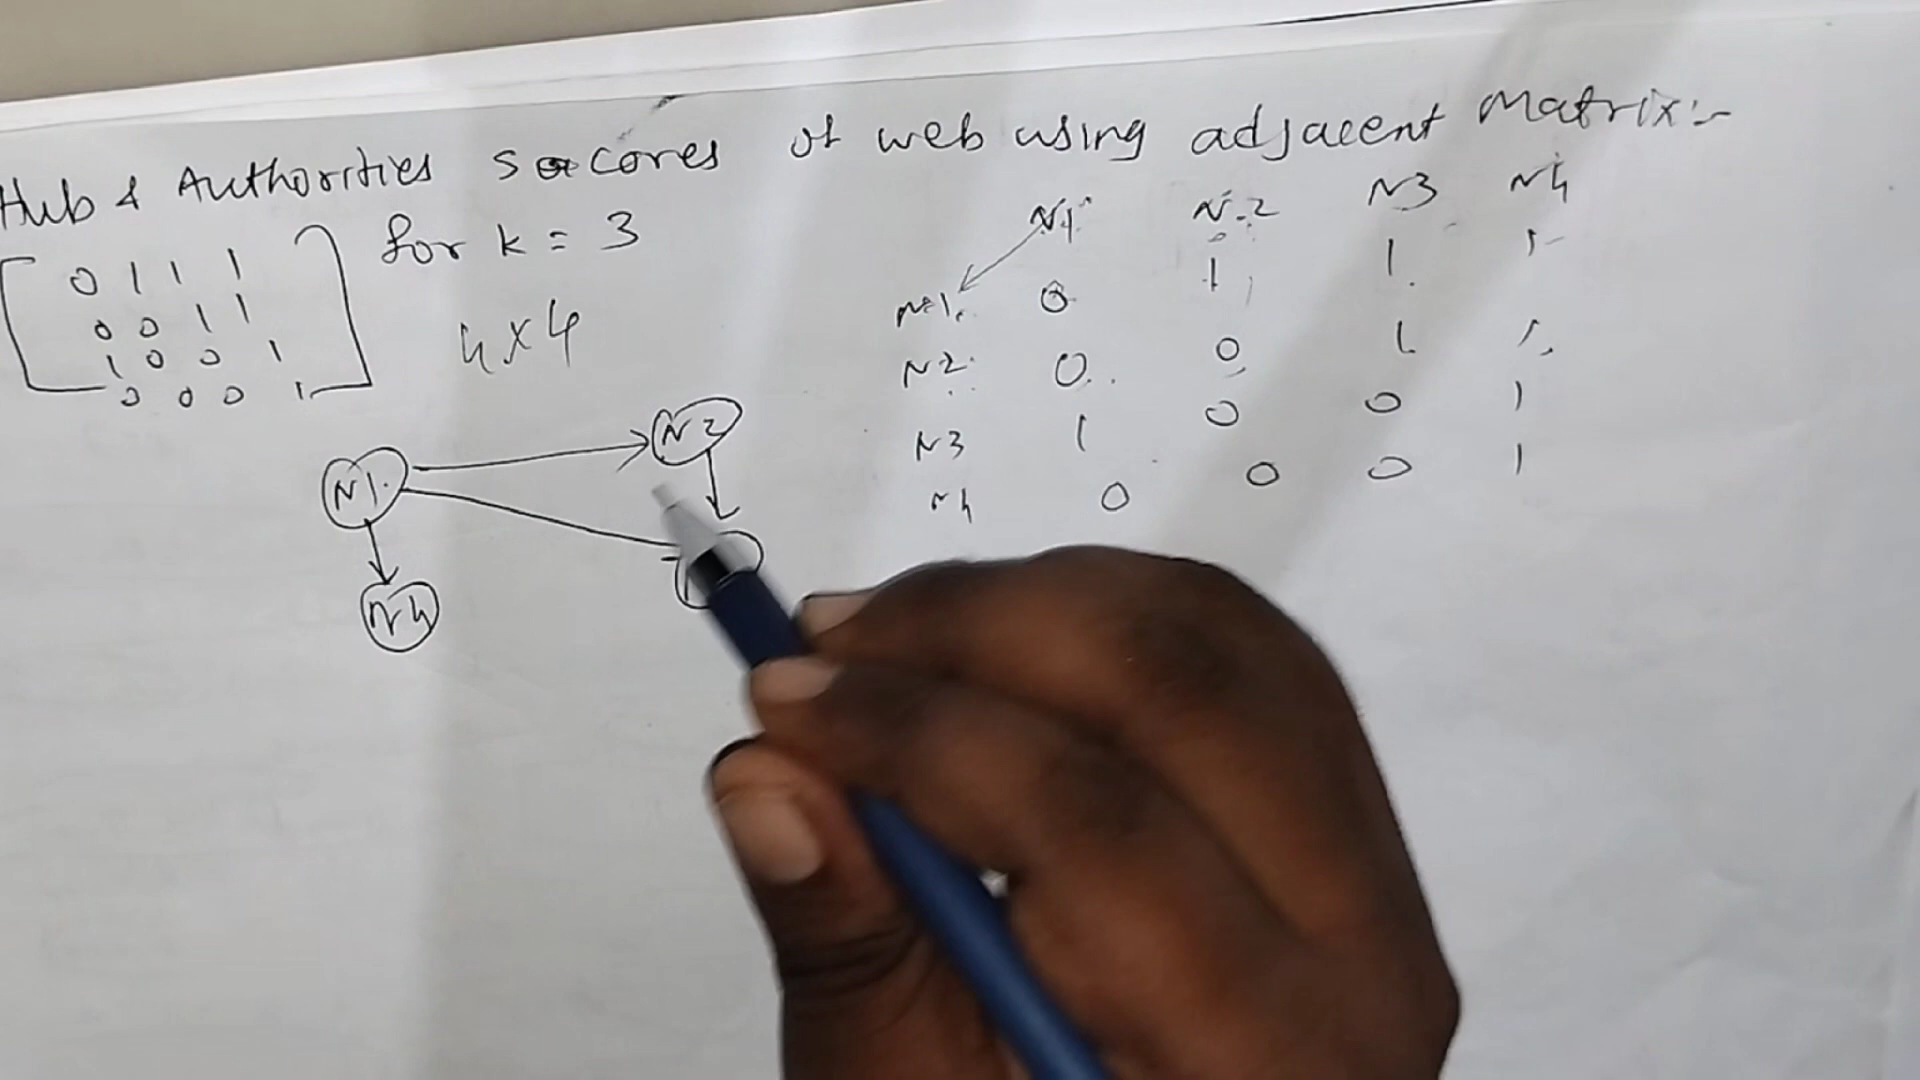 Hub & Authorities scores of web using adjacent Matrix:-
for k = 3
0 1 1 1
0 0 1 1
1 0 0 1
0 0 0 1
4x4
N1 N2 N3 N4
N1 0 1 1 1
N2 0 0 1 1
N3 1 0 0 1
N4 0 0 0 1
N1
N2
N4